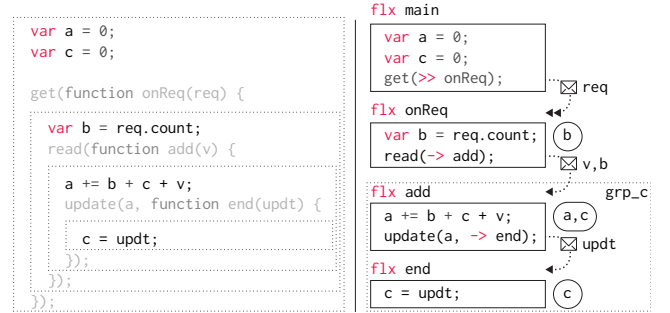 var a = 0;
var c = 0;
get(function onReq(req) {
var b = req.count;
read(function add(v) {
a += b + c + v;
update(a, function end(updt) {
c = updt;
});
});
});
flx main
var a = 0;
var c = 0;
get(>> onReq);
req
flx onReq
var b = req.count;
read(-> add);
b
v,b
flx add
grp_c
a += b + c + v;
update(a, -> end);
a,c
updt
flx end
c = updt;
c